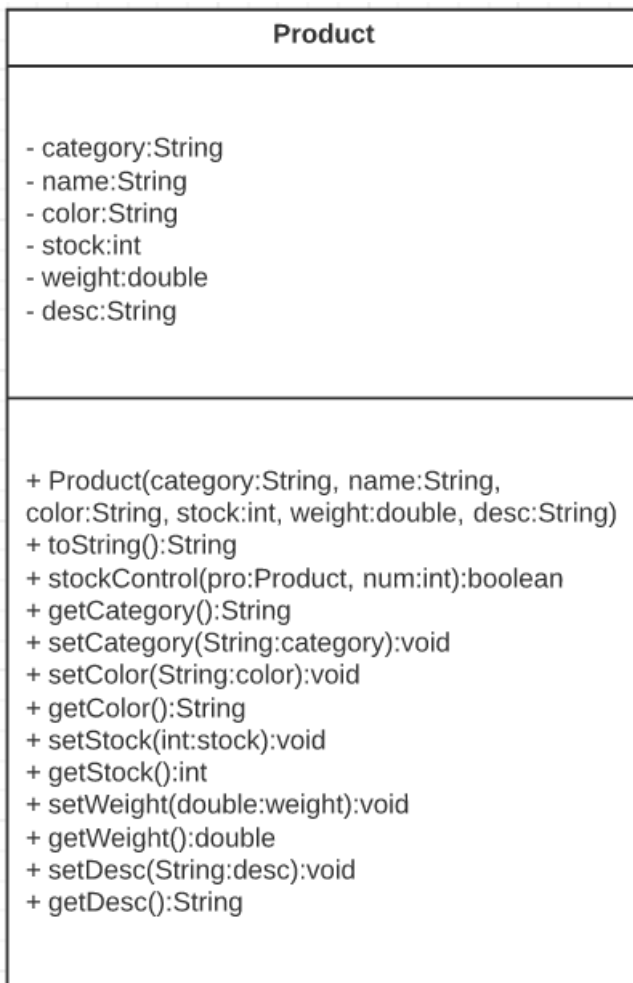 Product
- category:String
- name:String
- color:String
- stock:int
- weight:double
- desc:String
+ Product(category:String, name:String,
color:String, stock:int, weight:double, desc:String)
+ toString():String
+ stockControl(pro:Product, num:int):boolean
+ getCategory():String
+ setCategory(String:category):void
+ setColor(String:color):void
+ getColor():String
+ setStock(int:stock):void
+ getStock():int
+ setWeight(double:weight):void
+ getWeight():double
+ setDesc(String:desc):void
+ getDesc():String